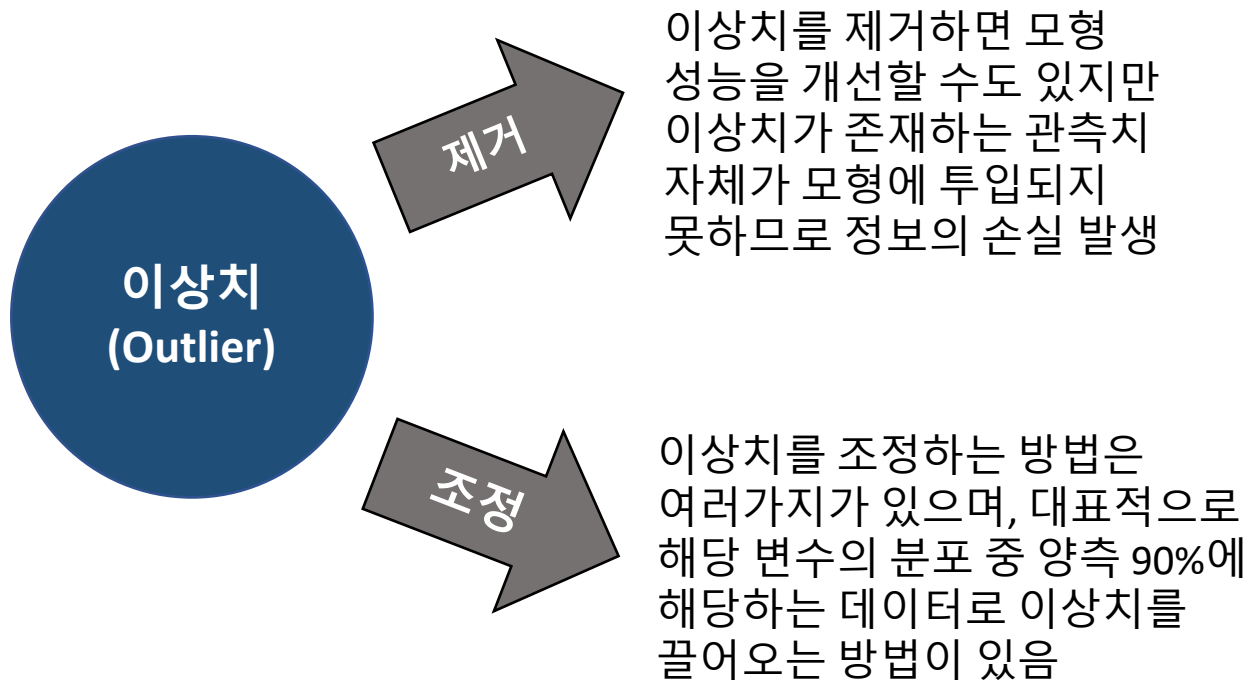 이상치
(Outlier)
제거
이상치를 제거하면 모형
성능을 개선할 수도 있지만
이상치가 존재하는 관측치
자체가 모형에 투입되지
못하므로 정보의 손실 발생
조정
이상치를 조정하는 방법은
여러가지가 있으며, 대표적으로
해당 변수의 분포 중 양측 90%에
해당하는 데이터로 이상치를
끌어오는 방법이 있음